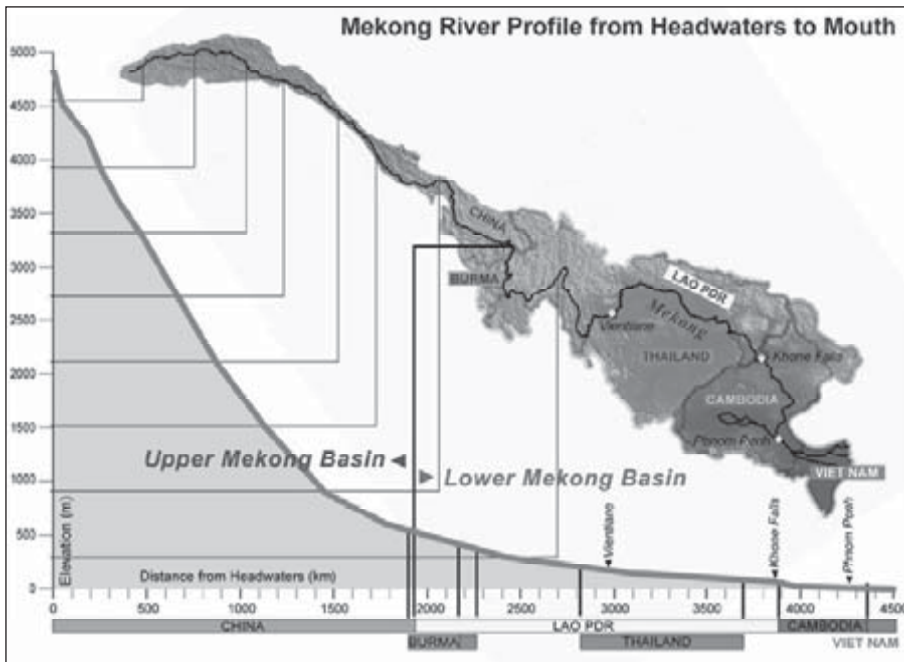 Mekong River Profile from Headwaters to Mouth
5000
4500
4000
3500
3000
2500
2000
1500
1000
500
0
Elevation (m)
CHINA
BURMA
LAO PDR
Mekong
Vientiane
THAILAND
Khone Falls
CAMBODIA
Phnom Penh
VIET NAM
Upper Mekong Basin
Lower Mekong Basin
Vientiane
Khone Falls
Phnom Penh
Distance from Headwaters (km)
0 500 1000 1500 2000 2500 3000 3500 4000 4500
CHINA LAO PDR CAMBODIA
BURMA THAILAND VIET NAM